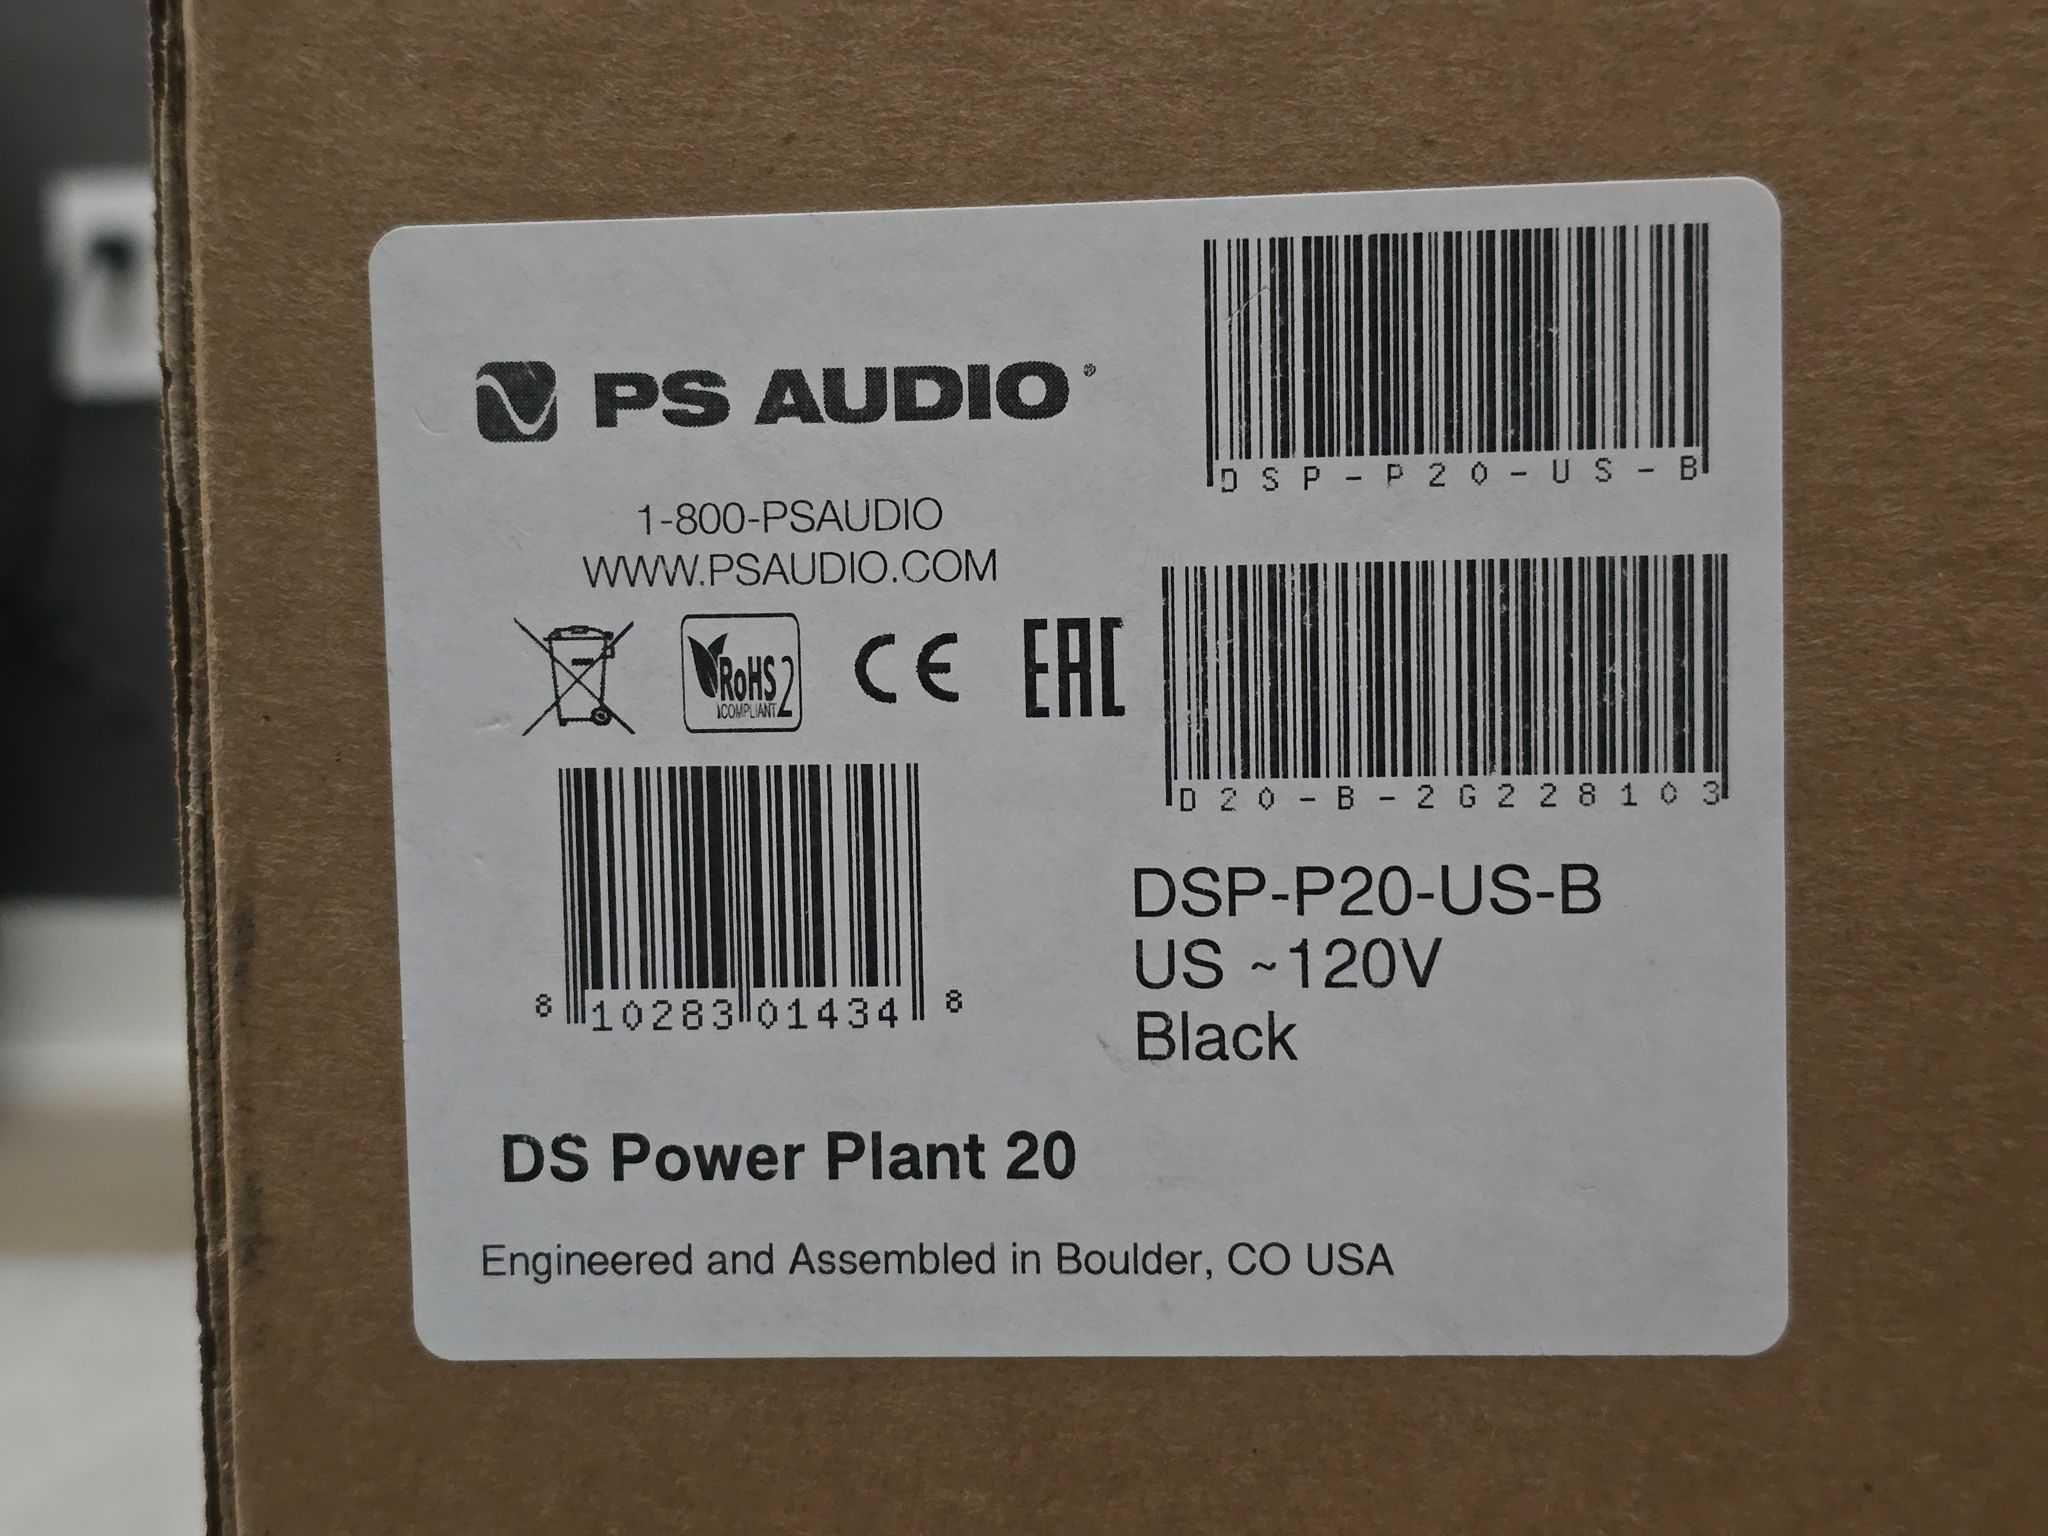 PS AUDIO®
1-800-PSAUDIO
WWW.PSAUDIO.COM
RoHS 2
COMPLIANT
CE
EAC
8 10283 01434 8
DSP-P20-US-B
D20-B-2G228103
DSP-P20-US-B
US ~120V
Black
DS Power Plant 20
Engineered and Assembled in Boulder, CO USA